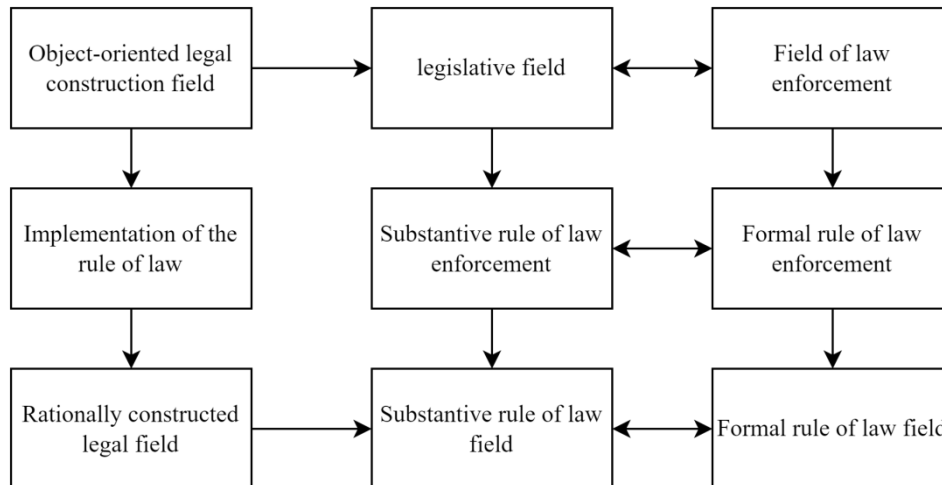 Object-oriented legal
construction field
legislative field
Field of law
enforcement
Implementation of the
rule of law
Substantive rule of law
enforcement
Formal rule of law
enforcement
Rationally constructed
legal field
Substantive rule of law
field
Formal rule of law field